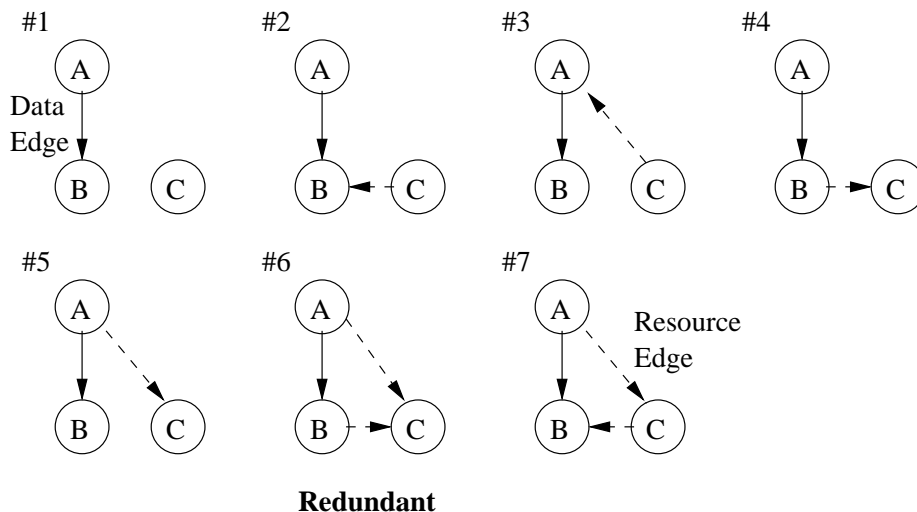 #1 #2 #3 #4
A A A A
Data
Edge
B C B C B C B C
#5 #6 #7
A A A
Resource
Edge
B C B C B C
Redundant